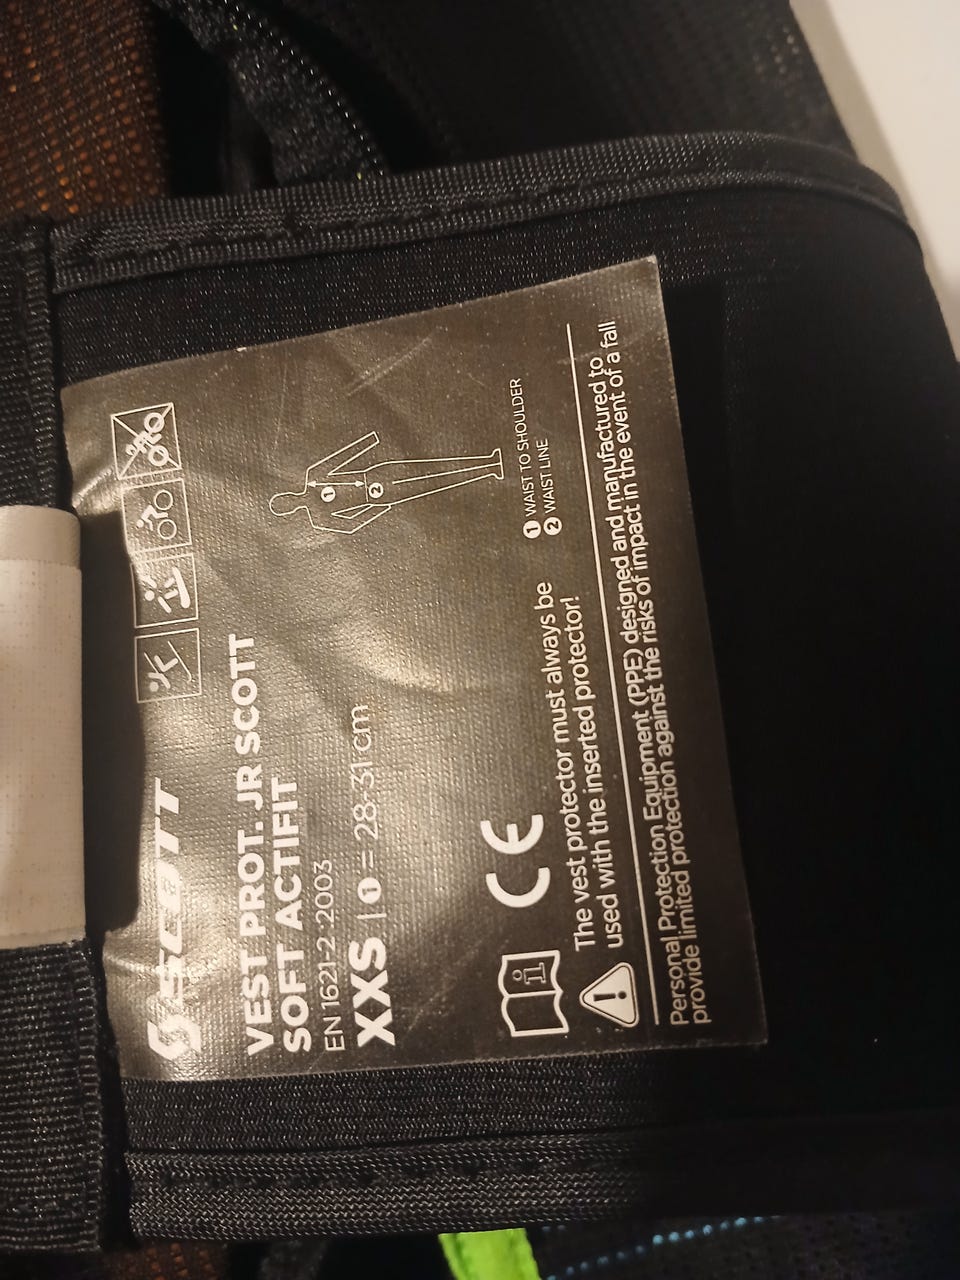 SCOTT
VEST PROT. JR SCOTT
SOFT ACTIFIT
EN 1621-2:2003
XXS | 1 = 28-31 cm
1
2
1 WAIST TO SHOULDER
2 WAIST LINE
i
CE
The vest protector must always be
used with the inserted protector!
Personal Protection Equipment (PPE) designed and manufactured to
provide limited protection against the risks of impact in the event of a fall